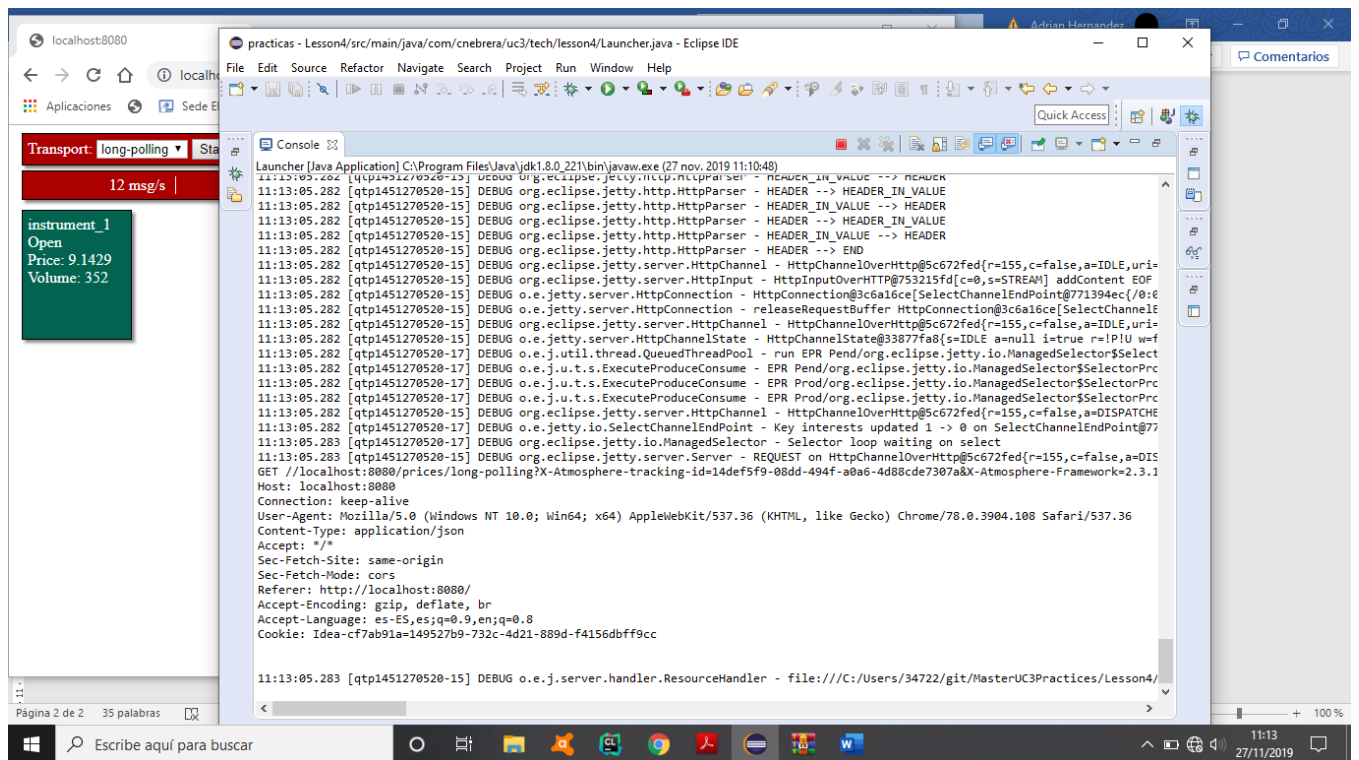 Adrian Hernandez
Comentarios
localhost:8080
localh
Aplicaciones
Sede El
Transport: long-polling Sta
12 msg/s
instrument_1
Open
Price: 9.1429
Volume: 352
practicas - Lesson4/src/main/java/com/cnebrera/uc3/tech/lesson4/Launcher.java - Eclipse IDE
File Edit Source Refactor Navigate Search Project Run Window Help
Quick Access
Console
Launcher [Java Application] C:\Program Files\Java\jdk1.8.0_221\bin\javaw.exe (27 nov. 2019 11:10:48)
11:13:05.282 [qtp1451270520-15] DEBUG org.eclipse.jetty.http.HttpParser - HEADER_IN_VALUE --> HEADER
11:13:05.282 [qtp1451270520-15] DEBUG org.eclipse.jetty.http.HttpParser - HEADER --> HEADER_IN_VALUE
11:13:05.282 [qtp1451270520-15] DEBUG org.eclipse.jetty.http.HttpParser - HEADER_IN_VALUE --> HEADER
11:13:05.282 [qtp1451270520-15] DEBUG org.eclipse.jetty.http.HttpParser - HEADER --> HEADER_IN_VALUE
11:13:05.282 [qtp1451270520-15] DEBUG org.eclipse.jetty.http.HttpParser - HEADER_IN_VALUE --> HEADER
11:13:05.282 [qtp1451270520-15] DEBUG org.eclipse.jetty.http.HttpParser - HEADER --> END
11:13:05.282 [qtp1451270520-15] DEBUG org.eclipse.jetty.server.HttpChannel - HttpChannelOverHttp@5c672fed{r=155,c=false,a=IDLE,uri=
11:13:05.282 [qtp1451270520-15] DEBUG org.eclipse.jetty.server.HttpInput - HttpInputOverHTTP@753215fd[c=0,s=STREAM] addContent EOF
11:13:05.282 [qtp1451270520-15] DEBUG o.e.jetty.server.HttpConnection - HttpConnection@3c6a16ce[SelectChannelEndPoint@771394ec{/0:0
11:13:05.282 [qtp1451270520-15] DEBUG o.e.jetty.server.HttpConnection - releaseRequestBuffer HttpConnection@3c6a16ce[SelectChannelE
11:13:05.282 [qtp1451270520-15] DEBUG org.eclipse.jetty.server.HttpChannel - HttpChannelOverHttp@5c672fed{r=155,c=false,a=IDLE,uri=
11:13:05.282 [qtp1451270520-15] DEBUG o.e.jetty.server.HttpChannelState - HttpChannelState@33877fa8{s=IDLE a=null i=true r=!P!U w=f
11:13:05.282 [qtp1451270520-17] DEBUG o.e.j.util.thread.QueuedThreadPool - run EPR Pend/org.eclipse.jetty.io.ManagedSelector$Select
11:13:05.282 [qtp1451270520-17] DEBUG o.e.j.u.t.s.ExecuteProduceConsume - EPR Pend/org.eclipse.jetty.io.ManagedSelector$SelectorPro
11:13:05.282 [qtp1451270520-17] DEBUG o.e.j.u.t.s.ExecuteProduceConsume - EPR Prod/org.eclipse.jetty.io.ManagedSelector$SelectorPro
11:13:05.282 [qtp1451270520-17] DEBUG o.e.j.u.t.s.ExecuteProduceConsume - EPR Prod/org.eclipse.jetty.io.ManagedSelector$SelectorPro
11:13:05.282 [qtp1451270520-15] DEBUG org.eclipse.jetty.server.HttpChannel - HttpChannelOverHttp@5c672fed{r=155,c=false,a=DISPATCHE
11:13:05.282 [qtp1451270520-17] DEBUG o.e.jetty.io.SelectChannelEndPoint - Key interests updated 1 -> 0 on SelectChannelEndPoint@77
11:13:05.283 [qtp1451270520-17] DEBUG org.eclipse.jetty.io.ManagedSelector - Selector loop waiting on select
11:13:05.283 [qtp1451270520-15] DEBUG org.eclipse.jetty.server.Server - REQUEST on HttpChannelOverHttp@5c672fed{r=155,c=false,a=DIS
GET //localhost:8080/prices/long-polling?X-Atmosphere-tracking-id=14def5f9-08dd-494f-a0a6-4d88cde7307a&X-Atmosphere-Framework=2.3.1
Host: localhost:8080
Connection: keep-alive
User-Agent: Mozilla/5.0 (Windows NT 10.0; Win64; x64) AppleWebKit/537.36 (KHTML, like Gecko) Chrome/78.0.3904.108 Safari/537.36
Content-Type: application/json
Accept: */*
Sec-Fetch-Site: same-origin
Sec-Fetch-Mode: cors
Referer: http://localhost:8080/
Accept-Encoding: gzip, deflate, br
Accept-Language: es-ES,es;q=0.9,en;q=0.8
Cookie: Idea-cf7ab91a=149527b9-732c-4d21-889d-f4156dbff9cc
11:13:05.283 [qtp1451270520-15] DEBUG o.e.j.server.handler.ResourceHandler - file:///C:/Users/34722/git/MasterUC3Practices/Lesson4/
Página 2 de 2 35 palabras
100 %
Escribe aquí para buscar
11:13
27/11/2019